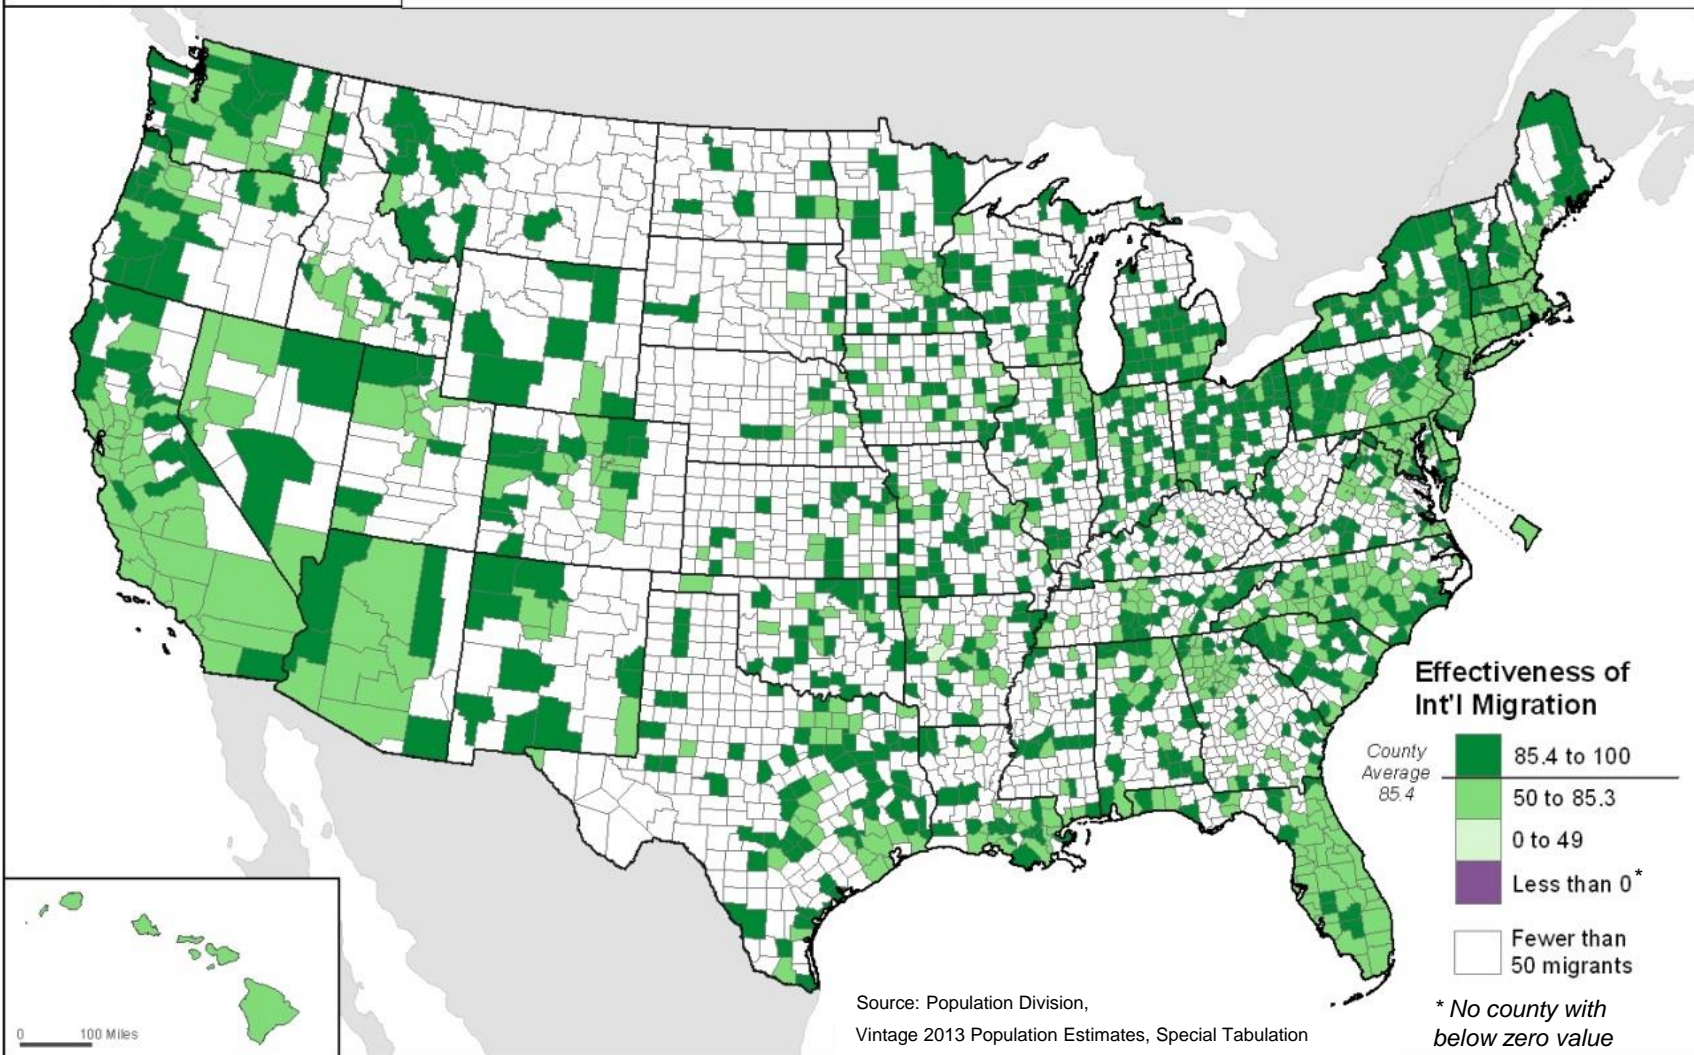 Effectiveness of
Int'l Migration
County
Average
85.4
85.4 to 100
50 to 85.3
0 to 49
Less than 0*
Fewer than
50 migrants
* No county with
below zero value
Source: Population Division,
Vintage 2013 Population Estimates, Special Tabulation
0 100 Miles